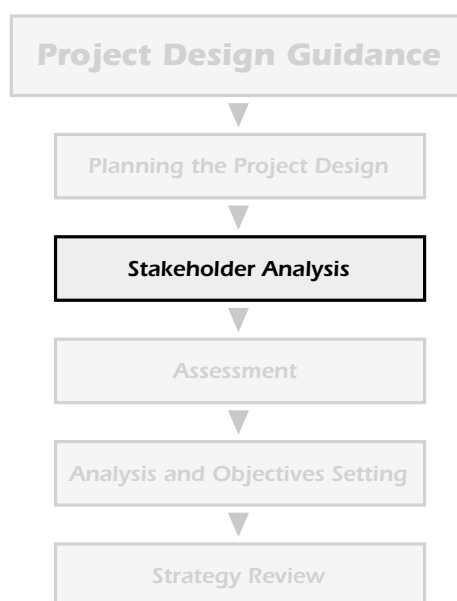 Project Design Guidance
Planning the Project Design
Stakeholder Analysis
Assessment
Analysis and Objectives Setting
Strategy Review